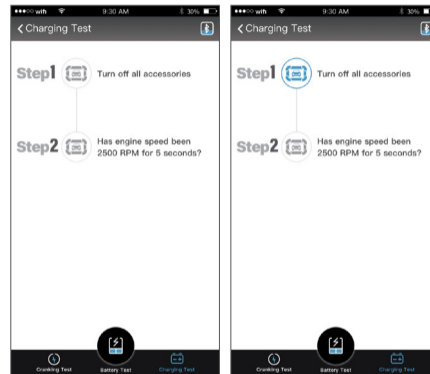 wifi 9:30 AM 30%
Charging Test
Step1 Turn off all accessories
Step2 Has engine speed been
2500 RPM for 5 seconds?
Cranking Test Battery Test Charging Test
wifi 9:30 AM 30%
Charging Test
Step1 Turn off all accessories
Step2 Has engine speed been
2500 RPM for 5 seconds?
Cranking Test Battery Test Charging Test